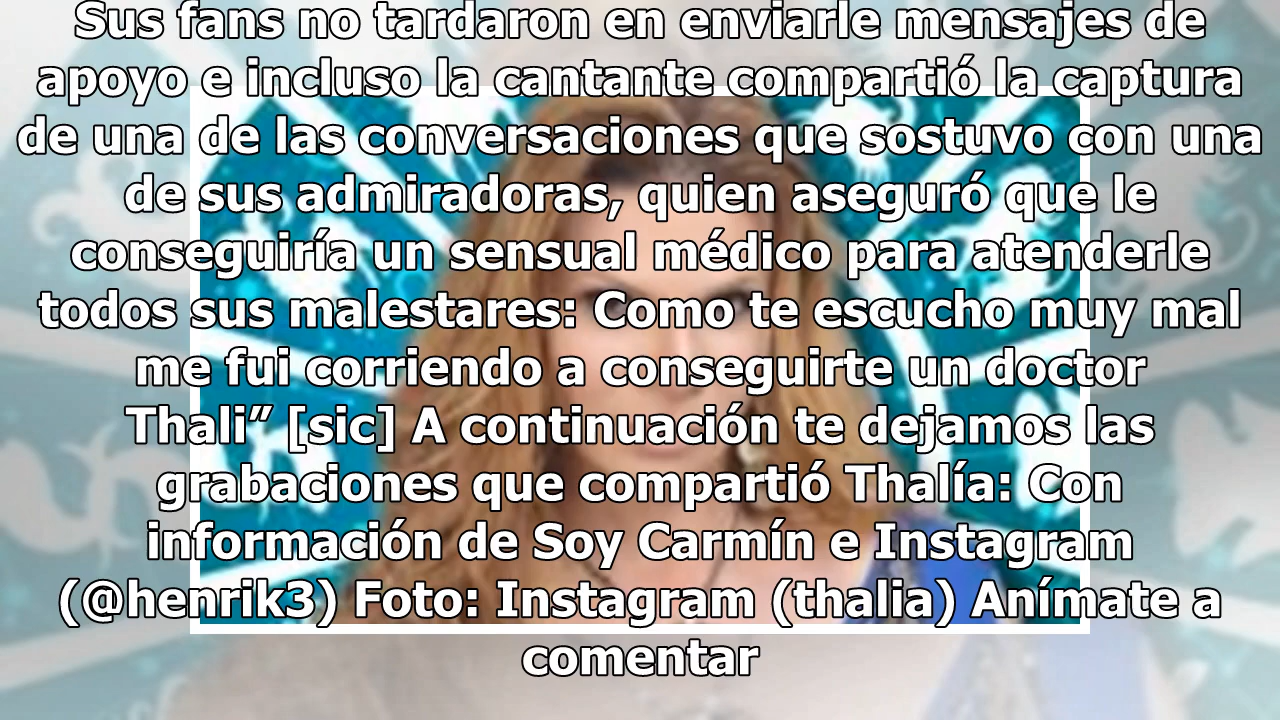 Sus fans no tardaron en enviarle mensajes de
apoyo e incluso la cantante compartió la captura
de una de las conversaciones que sostuvo con una
de sus admiradoras, quien aseguró que le
conseguiría un sensual médico para atenderle
todos sus malestares: Como te escucho muy mal
me fui corriendo a conseguirte un doctor
Thali” [sic] A continuación te dejamos las
grabaciones que compartió Thalía: Con
información de Soy Carmín e Instagram
(@henrik3) Foto: Instagram (thalia) Anímate a
comentar